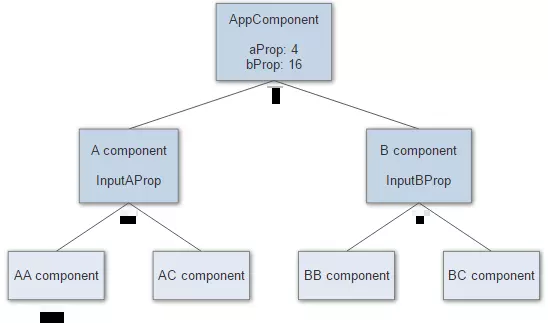 AppComponent
aProp: 4
bProp: 16
A component
InputAProp
B component
InputBProp
AA component
AC component
BB component
BC component